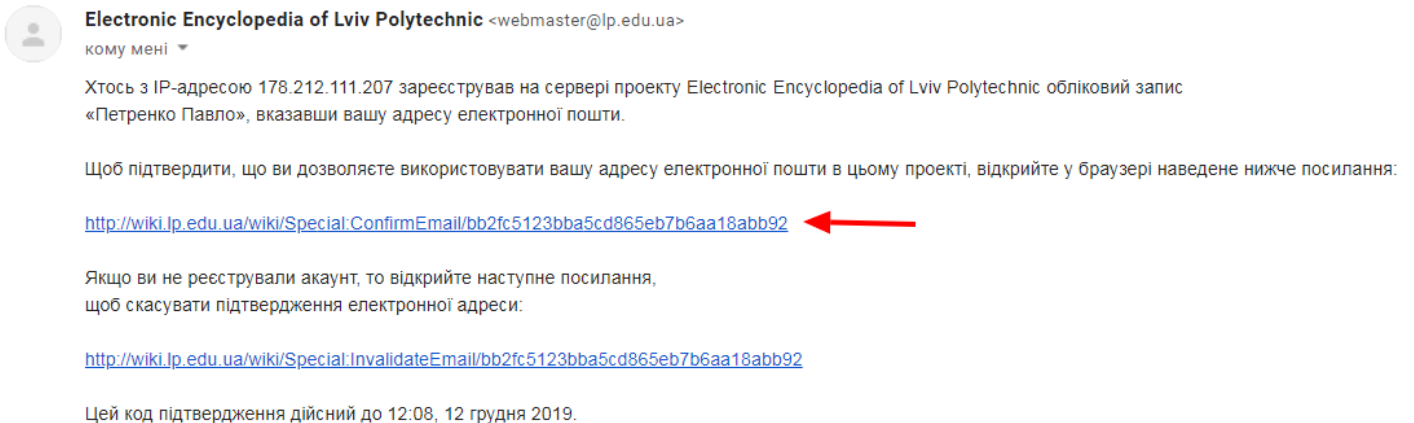 Electronic Encyclopedia of Lviv Polytechnic <webmaster@lp.edu.ua>
кому мені
Хтось з IP-адресою 178.212.111.207 зареєстрував на сервері проекту Electronic Encyclopedia of Lviv Polytechnic обліковий запис
«Петренко Павло», вказавши вашу адресу електронної пошти.
Щоб підтвердити, що ви дозволяєте використовувати вашу адресу електронної пошти в цьому проекті, відкрийте у браузері наведене нижче посилання:
http://wiki.lp.edu.ua/wiki/Special:ConfirmEmail/bb2fc5123bba5cd865eb7b6aa18abb92
Якщо ви не реєстрували акаунт, то відкрийте наступне посилання,
щоб скасувати підтвердження електронної адреси:
http://wiki.lp.edu.ua/wiki/Special:InvalidateEmail/bb2fc5123bba5cd865eb7b6aa18abb92
Цей код підтвердження дійсний до 12:08, 12 грудня 2019.